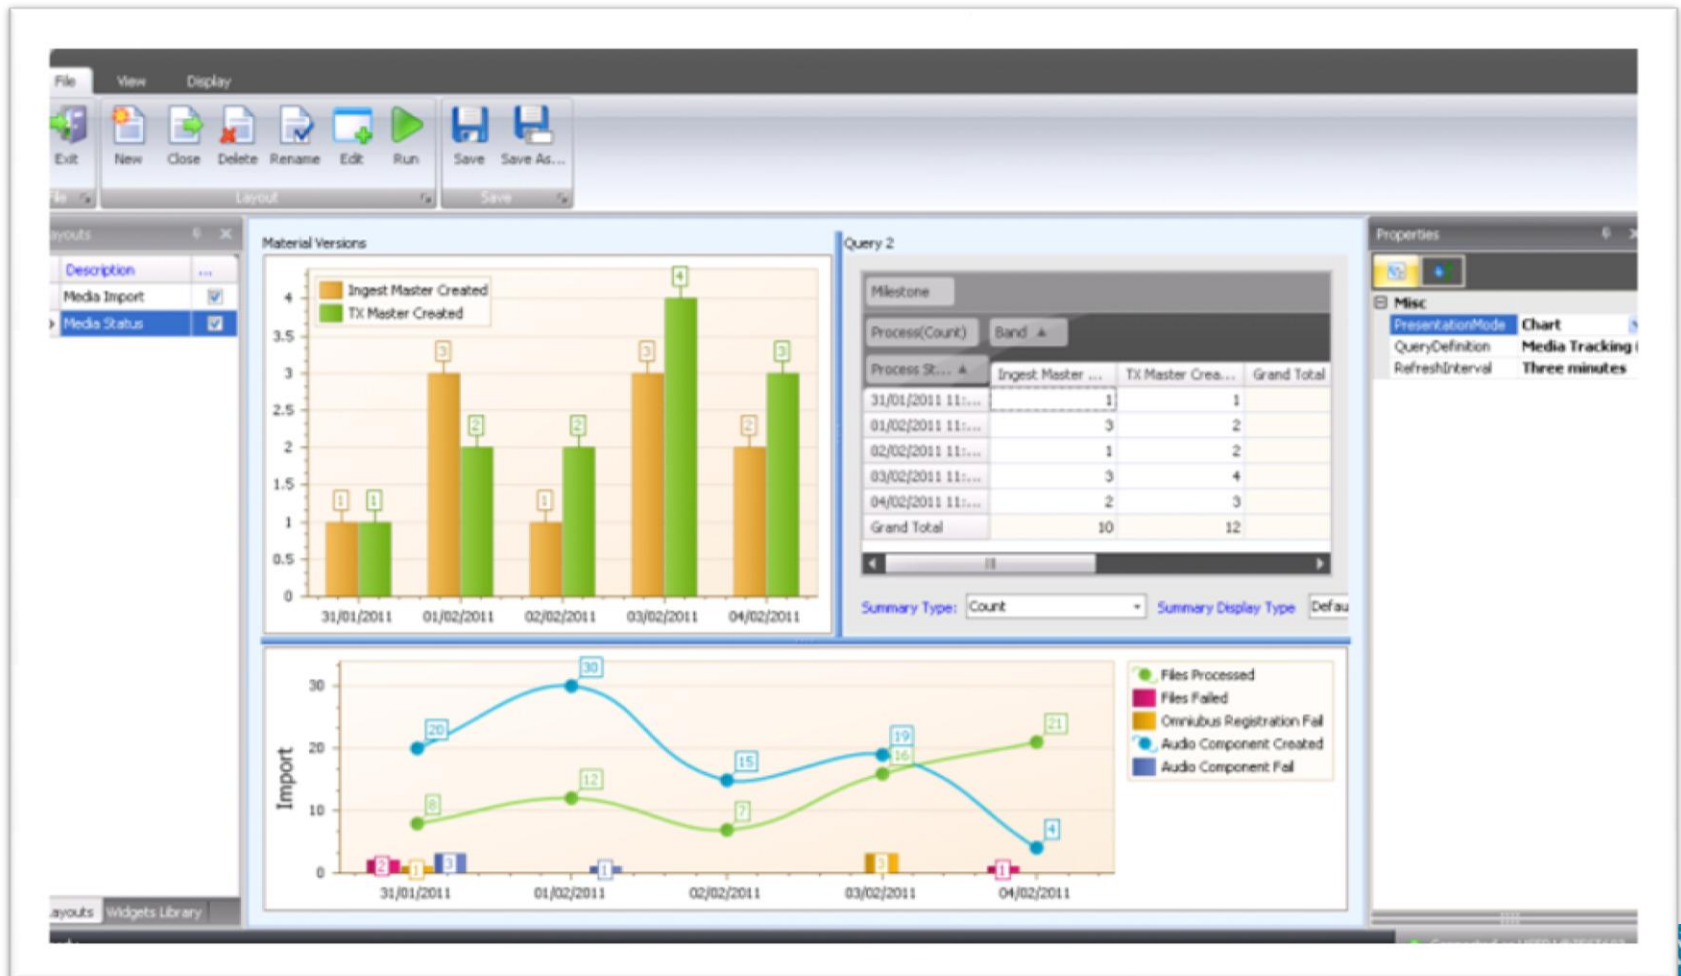 File View Display
Exit New Close Delete Rename Edit Run Save Save As...
File Layout Save
ayouts
Description ...
Media Import
Media Status
ayouts Widgets Library
Material Versions
Ingest Master Created
TX Master Created
4
3.5
3
2.5
2
1.5
1
0.5
0
1 1 3 2 1 2 3 4 2 3
31/01/2011 01/02/2011 02/02/2011 03/02/2011 04/02/2011
Query 2
Milestone
Process(Count) Band
Process St... Ingest Master ... TX Master Crea... Grand Total
31/01/2011 11:... 1 1
01/02/2011 11:... 3 2
02/02/2011 11:... 1 2
03/02/2011 11:... 3 4
04/02/2011 11:... 2 3
Grand Total 10 12
Summary Type: Count Summary Display Type Defau
Import
30
20
10
0
20 30 15 19 4
8 12 7 16 21
2 1 3 1 3 1
31/01/2011 01/02/2011 02/02/2011 03/02/2011 04/02/2011
Files Processed
Files Failed
Omniubus Registration Fail
Audio Component Created
Audio Component Fail
Properties
Misc
PresentationMode Chart
QueryDefinition Media Tracking (
RefreshInterval Three minutes